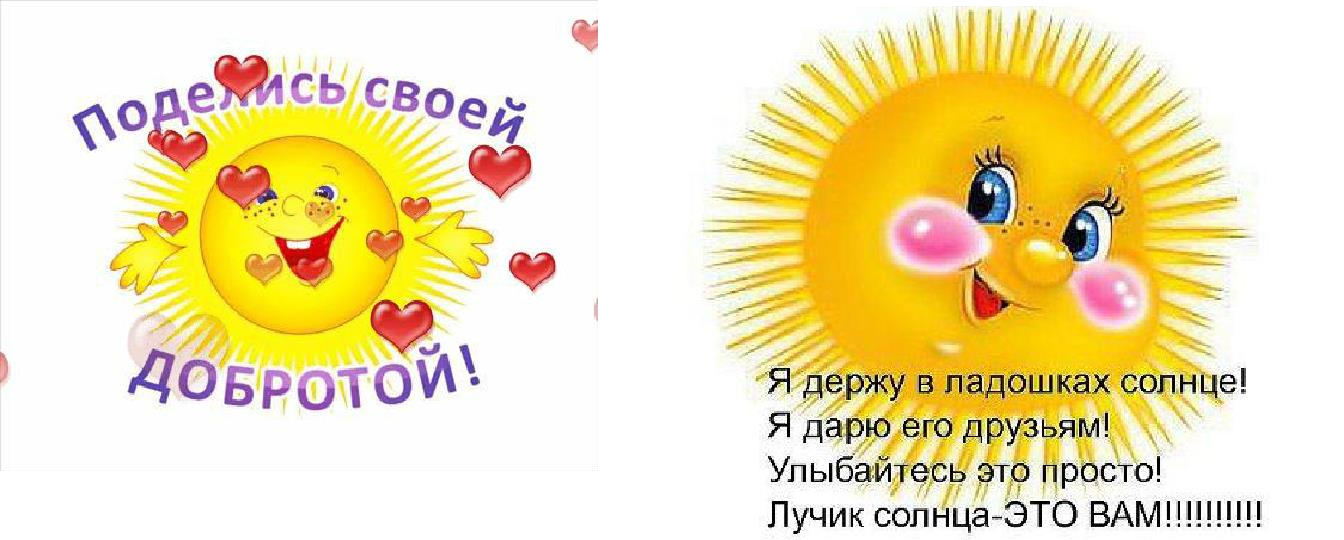 Поделись своей
ДОБРОТОЙ!
Я держу в ладошках солнце!
Я дарю его друзьям!
Улыбайтесь это просто!
Лучик солнца-ЭТО ВАМ!!!!!!!!!!